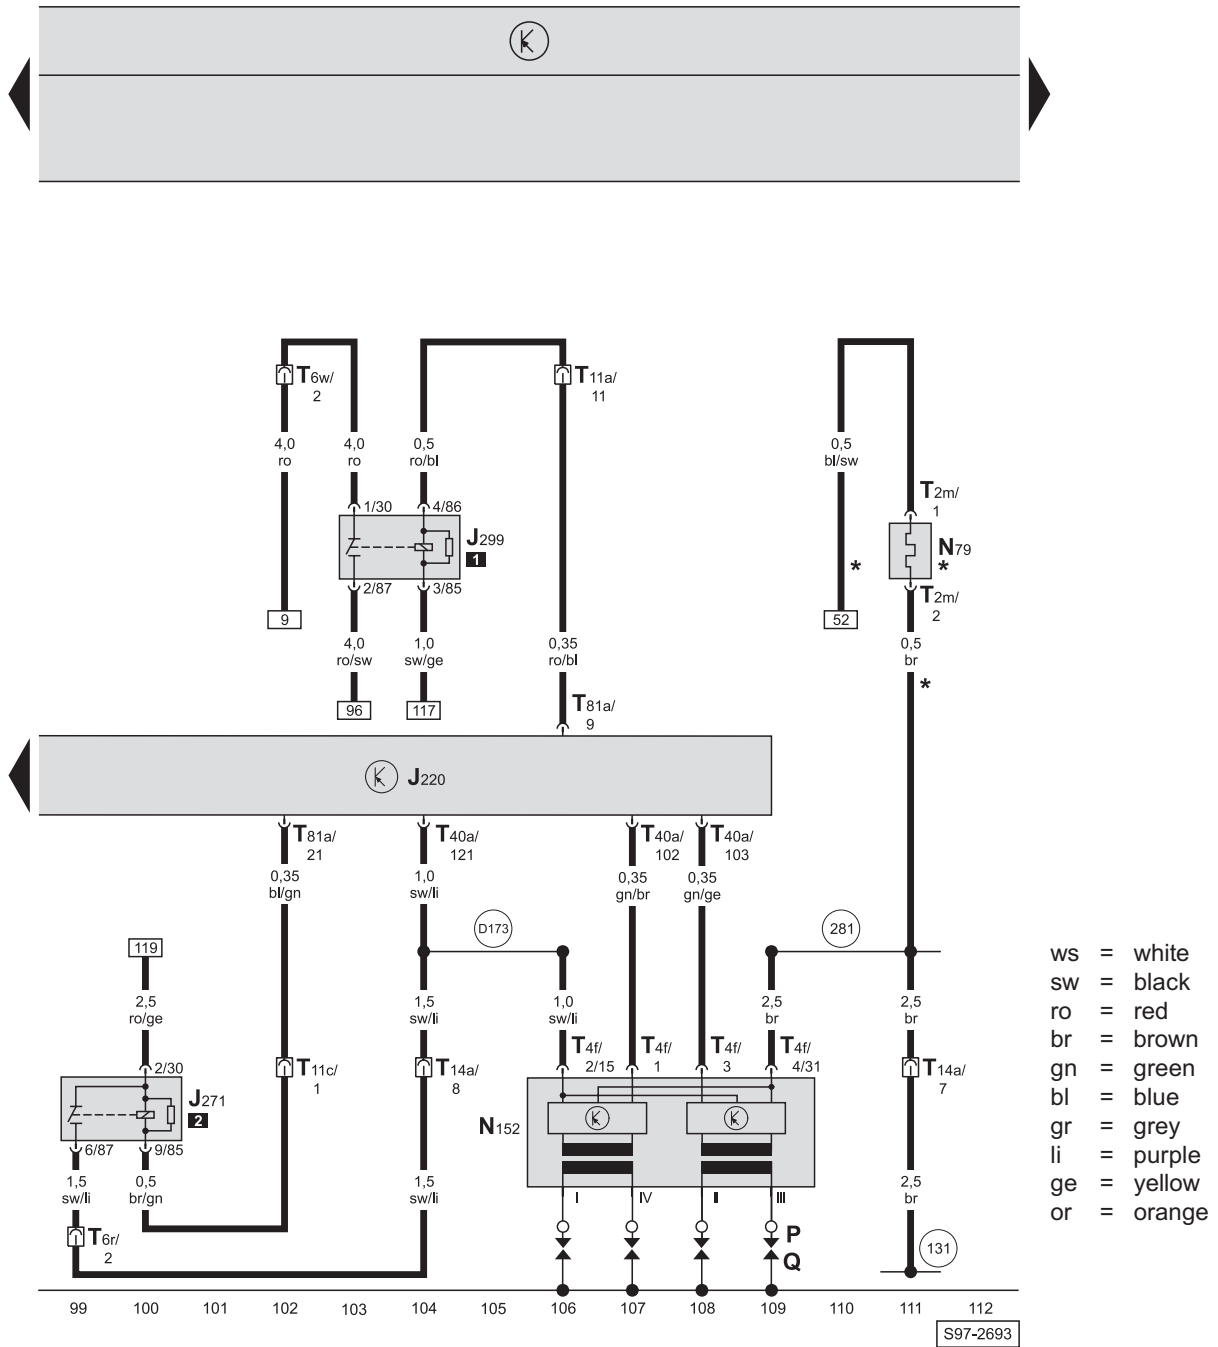 T6w/
2
T11a/
11
4,0
ro
4,0
ro
0,5
ro/bl
0,5
bl/sw
T2m/
1
1/30
4/86
J299
1
N79
*
*
2/87
3/85
T2m/
2
9
52
4,0
ro/sw
1,0
sw/ge
0,35
ro/bl
0,5
br
*
96
117
T81a/
9
J220
T81a/
21
T40a/
121
T40a/
102
T40a/
103
0,35
bl/gn
1,0
sw/li
0,35
gn/br
0,35
gn/ge
D173
281
119
2,5
ro/ge
1,5
sw/li
1,0
sw/li
2,5
br
2,5
br
T4f/
2/15
T4f/
1
T4f/
3
T4f/
4/31
2/30
T11c/
1
T14a/
8
T14a/
7
J271
2
N152
6/87
9/85
1,5
sw/li
0,5
br/gn
1,5
sw/li
I
IV
II
III
2,5
br
T6r/
2
P
Q
131
99 100 101 102 103 104 105 106 107 108 109 110 111 112
S97-2693
ws = white
sw = black
ro = red
br = brown
gn = green
bl = blue
gr = grey
li = purple
ge = yellow
or = orange